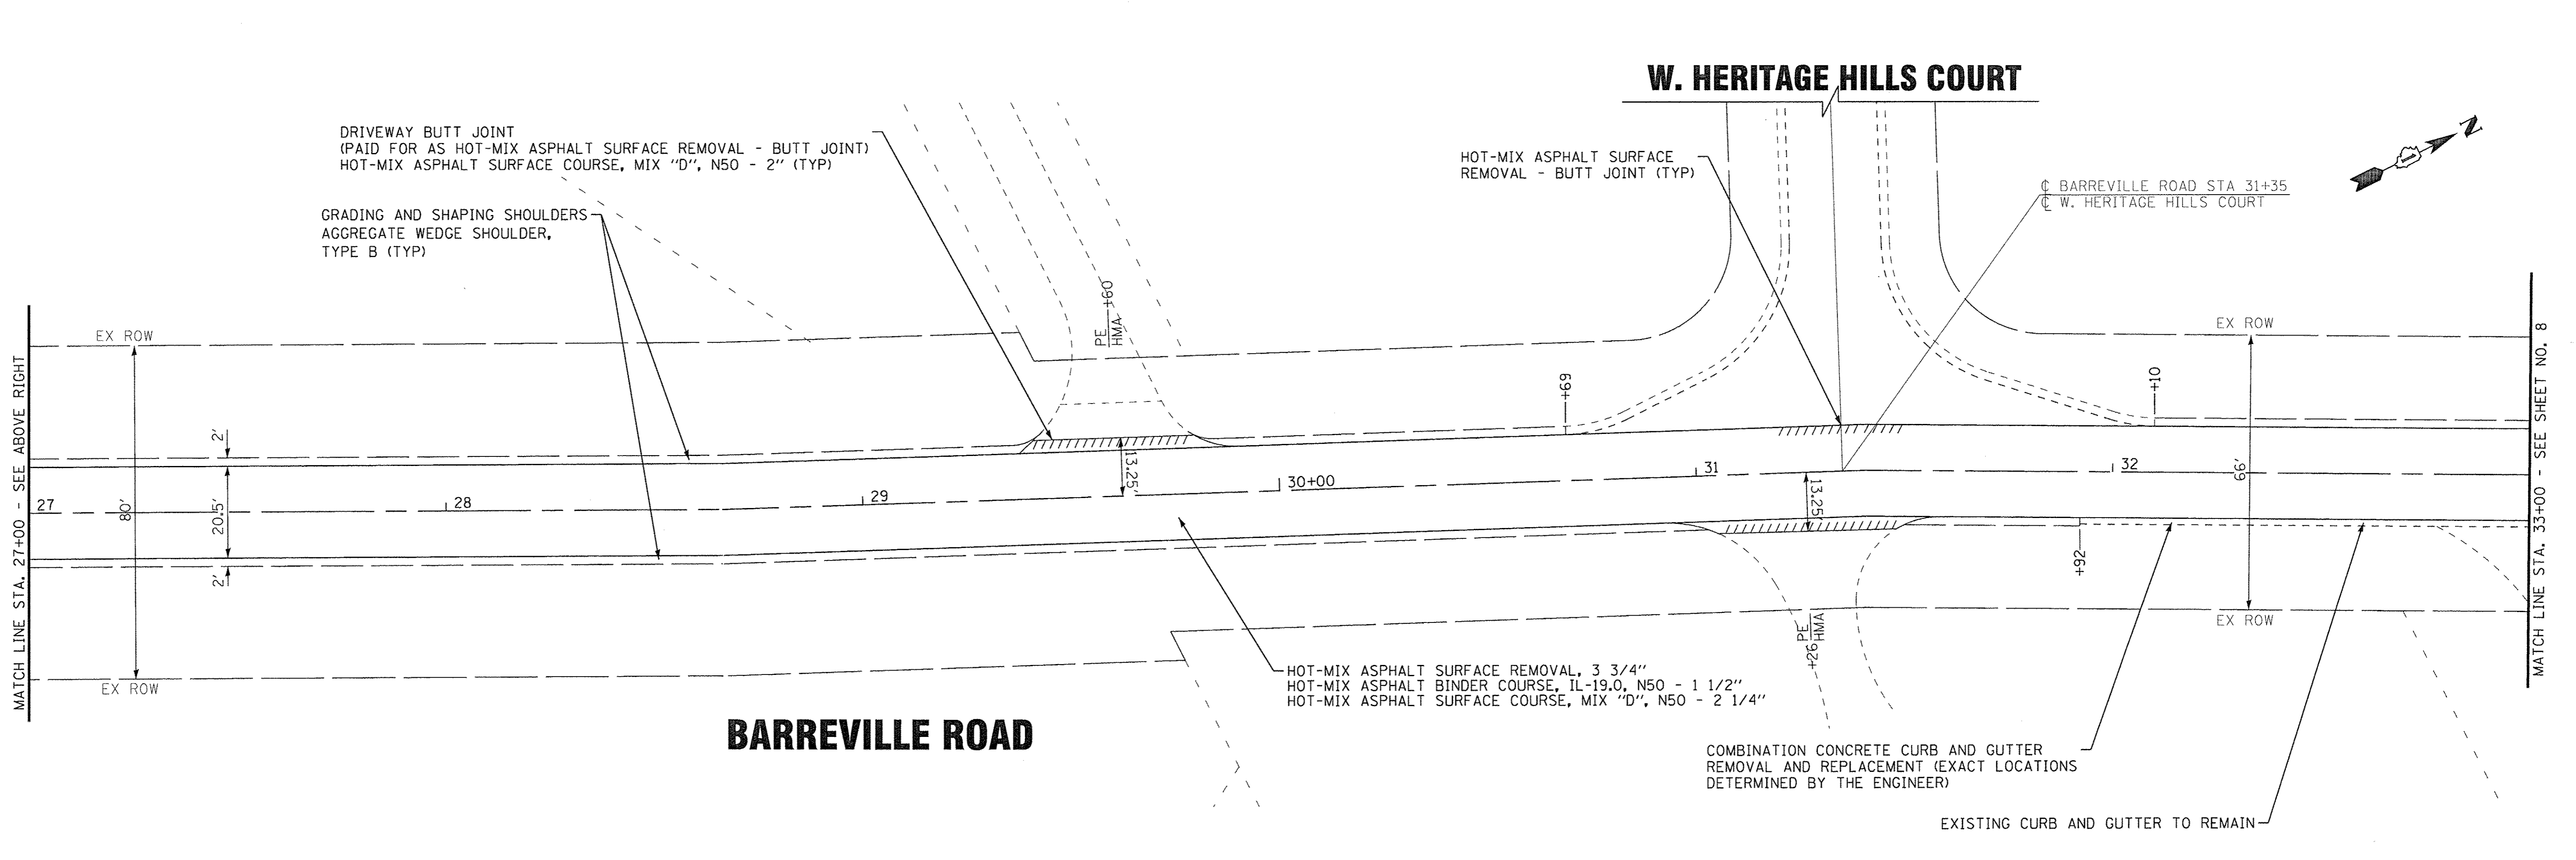 W. HERITAGE HILLS COURT
DRIVEWAY BUTT JOINT
(PAID FOR AS HOT-MIX ASPHALT SURFACE REMOVAL - BUTT JOINT)
HOT-MIX ASPHALT SURFACE COURSE, MIX "D", N50 - 2" (TYP)
HOT-MIX ASPHALT SURFACE
REMOVAL - BUTT JOINT (TYP)
N
℄ BARREVILLE ROAD STA 31+35
℄ W. HERITAGE HILLS COURT
GRADING AND SHAPING SHOULDERS
AGGREGATE WEDGE SHOULDER,
TYPE B (TYP)
PE +60
HMA
EX ROW
EX ROW
MATCH LINE STA. 27+00 - SEE ABOVE RIGHT
MATCH LINE STA. 33+00 - SEE SHEET NO. 8
+69
+10
2'
20.5'
2'
80'
13.25'
13.25'
66'
27
28
29
30+00
31
32
+92
+26 PE
HMA
EX ROW
EX ROW
HOT-MIX ASPHALT SURFACE REMOVAL, 3 3/4"
HOT-MIX ASPHALT BINDER COURSE, IL-19.0, N50 - 1 1/2"
HOT-MIX ASPHALT SURFACE COURSE, MIX "D", N50 - 2 1/4"
BARREVILLE ROAD
COMBINATION CONCRETE CURB AND GUTTER
REMOVAL AND REPLACEMENT (EXACT LOCATIONS
DETERMINED BY THE ENGINEER)
EXISTING CURB AND GUTTER TO REMAIN